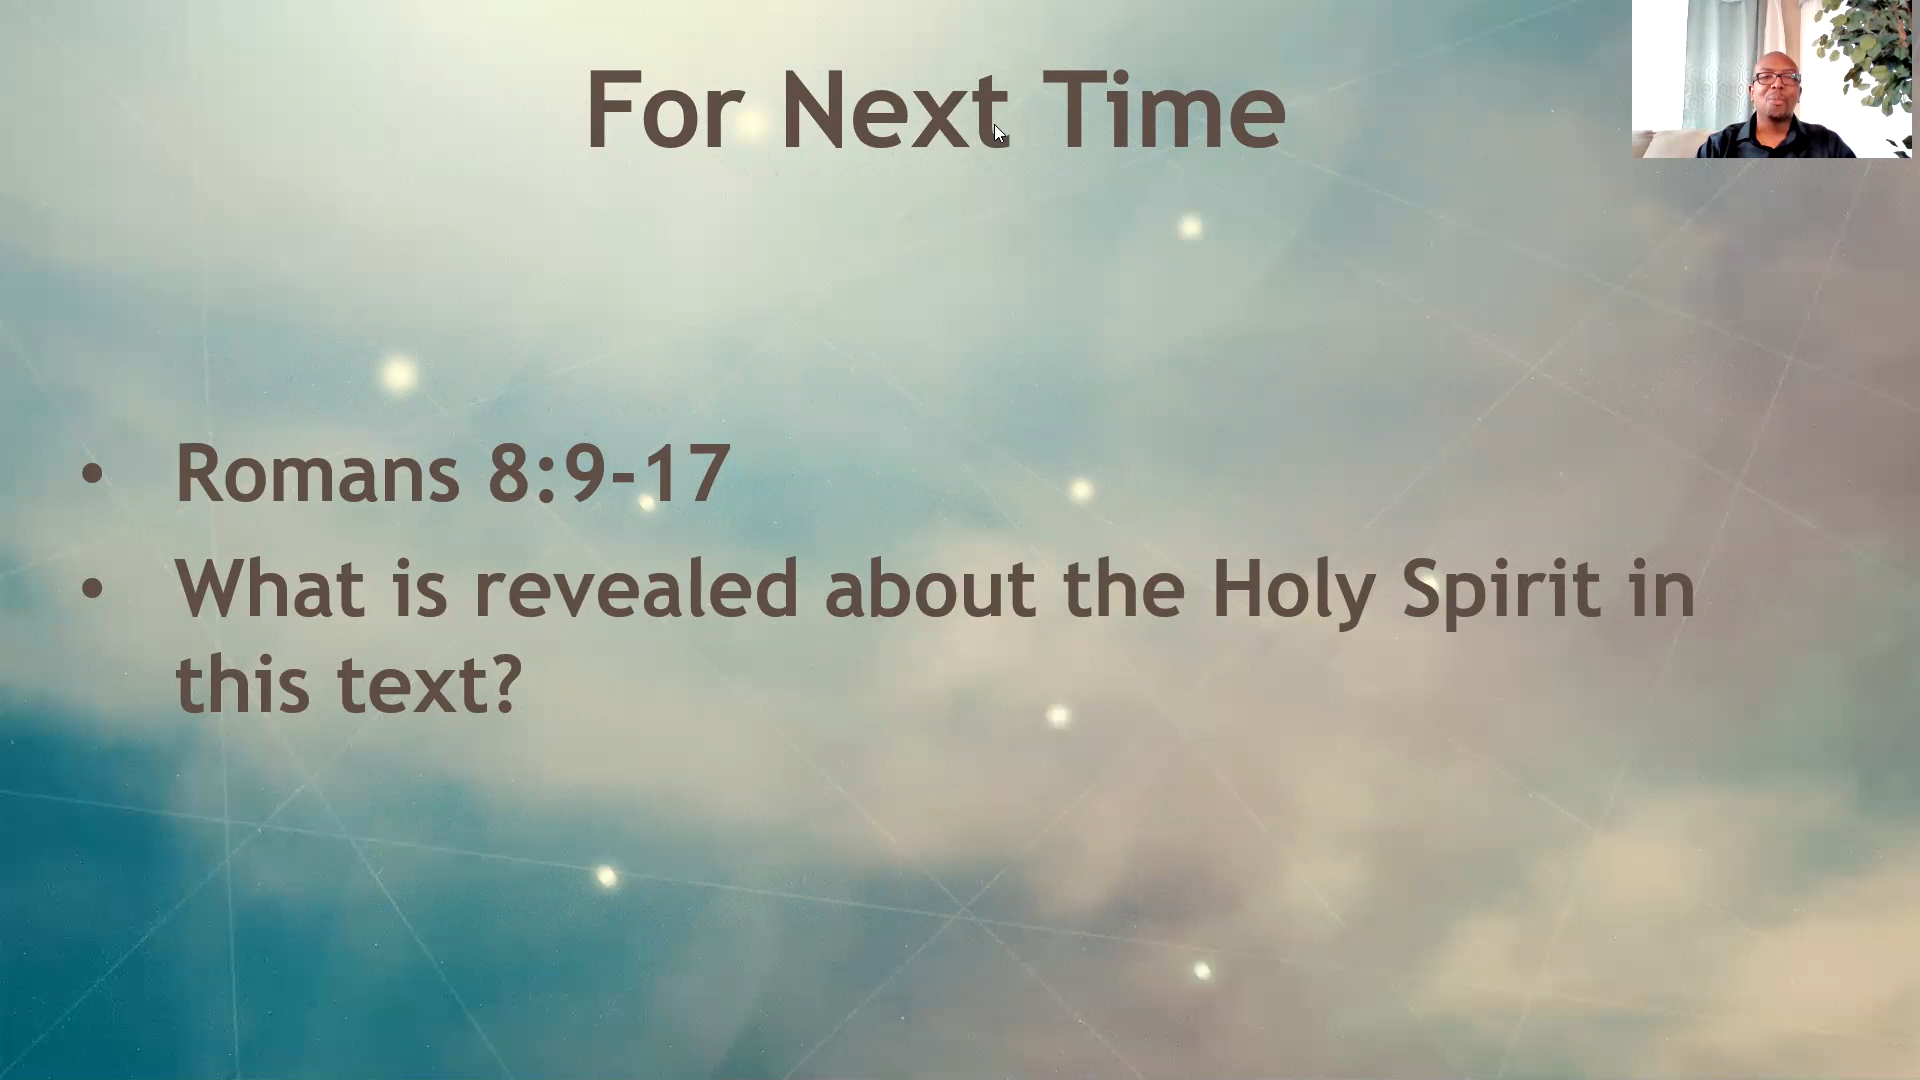 For Next Time
• Romans 8:9-17
• What is revealed about the Holy Spirit in
this text?